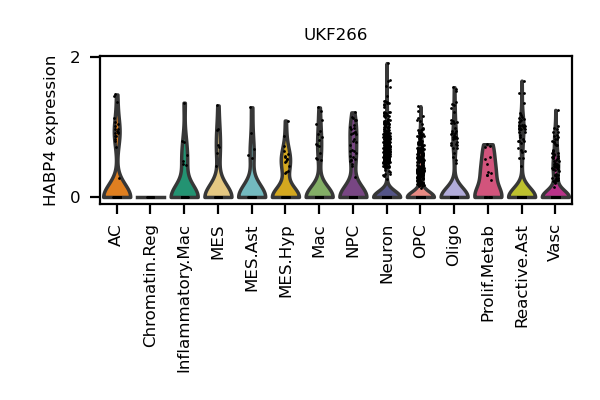 UKF266
HABP4 expression
2
0
AC
Chromatin.Reg
Inflammatory.Mac
MES
MES.Ast
MES.Hyp
Mac
NPC
Neuron
OPC
Oligo
Prolif.Metab
Reactive.Ast
Vasc